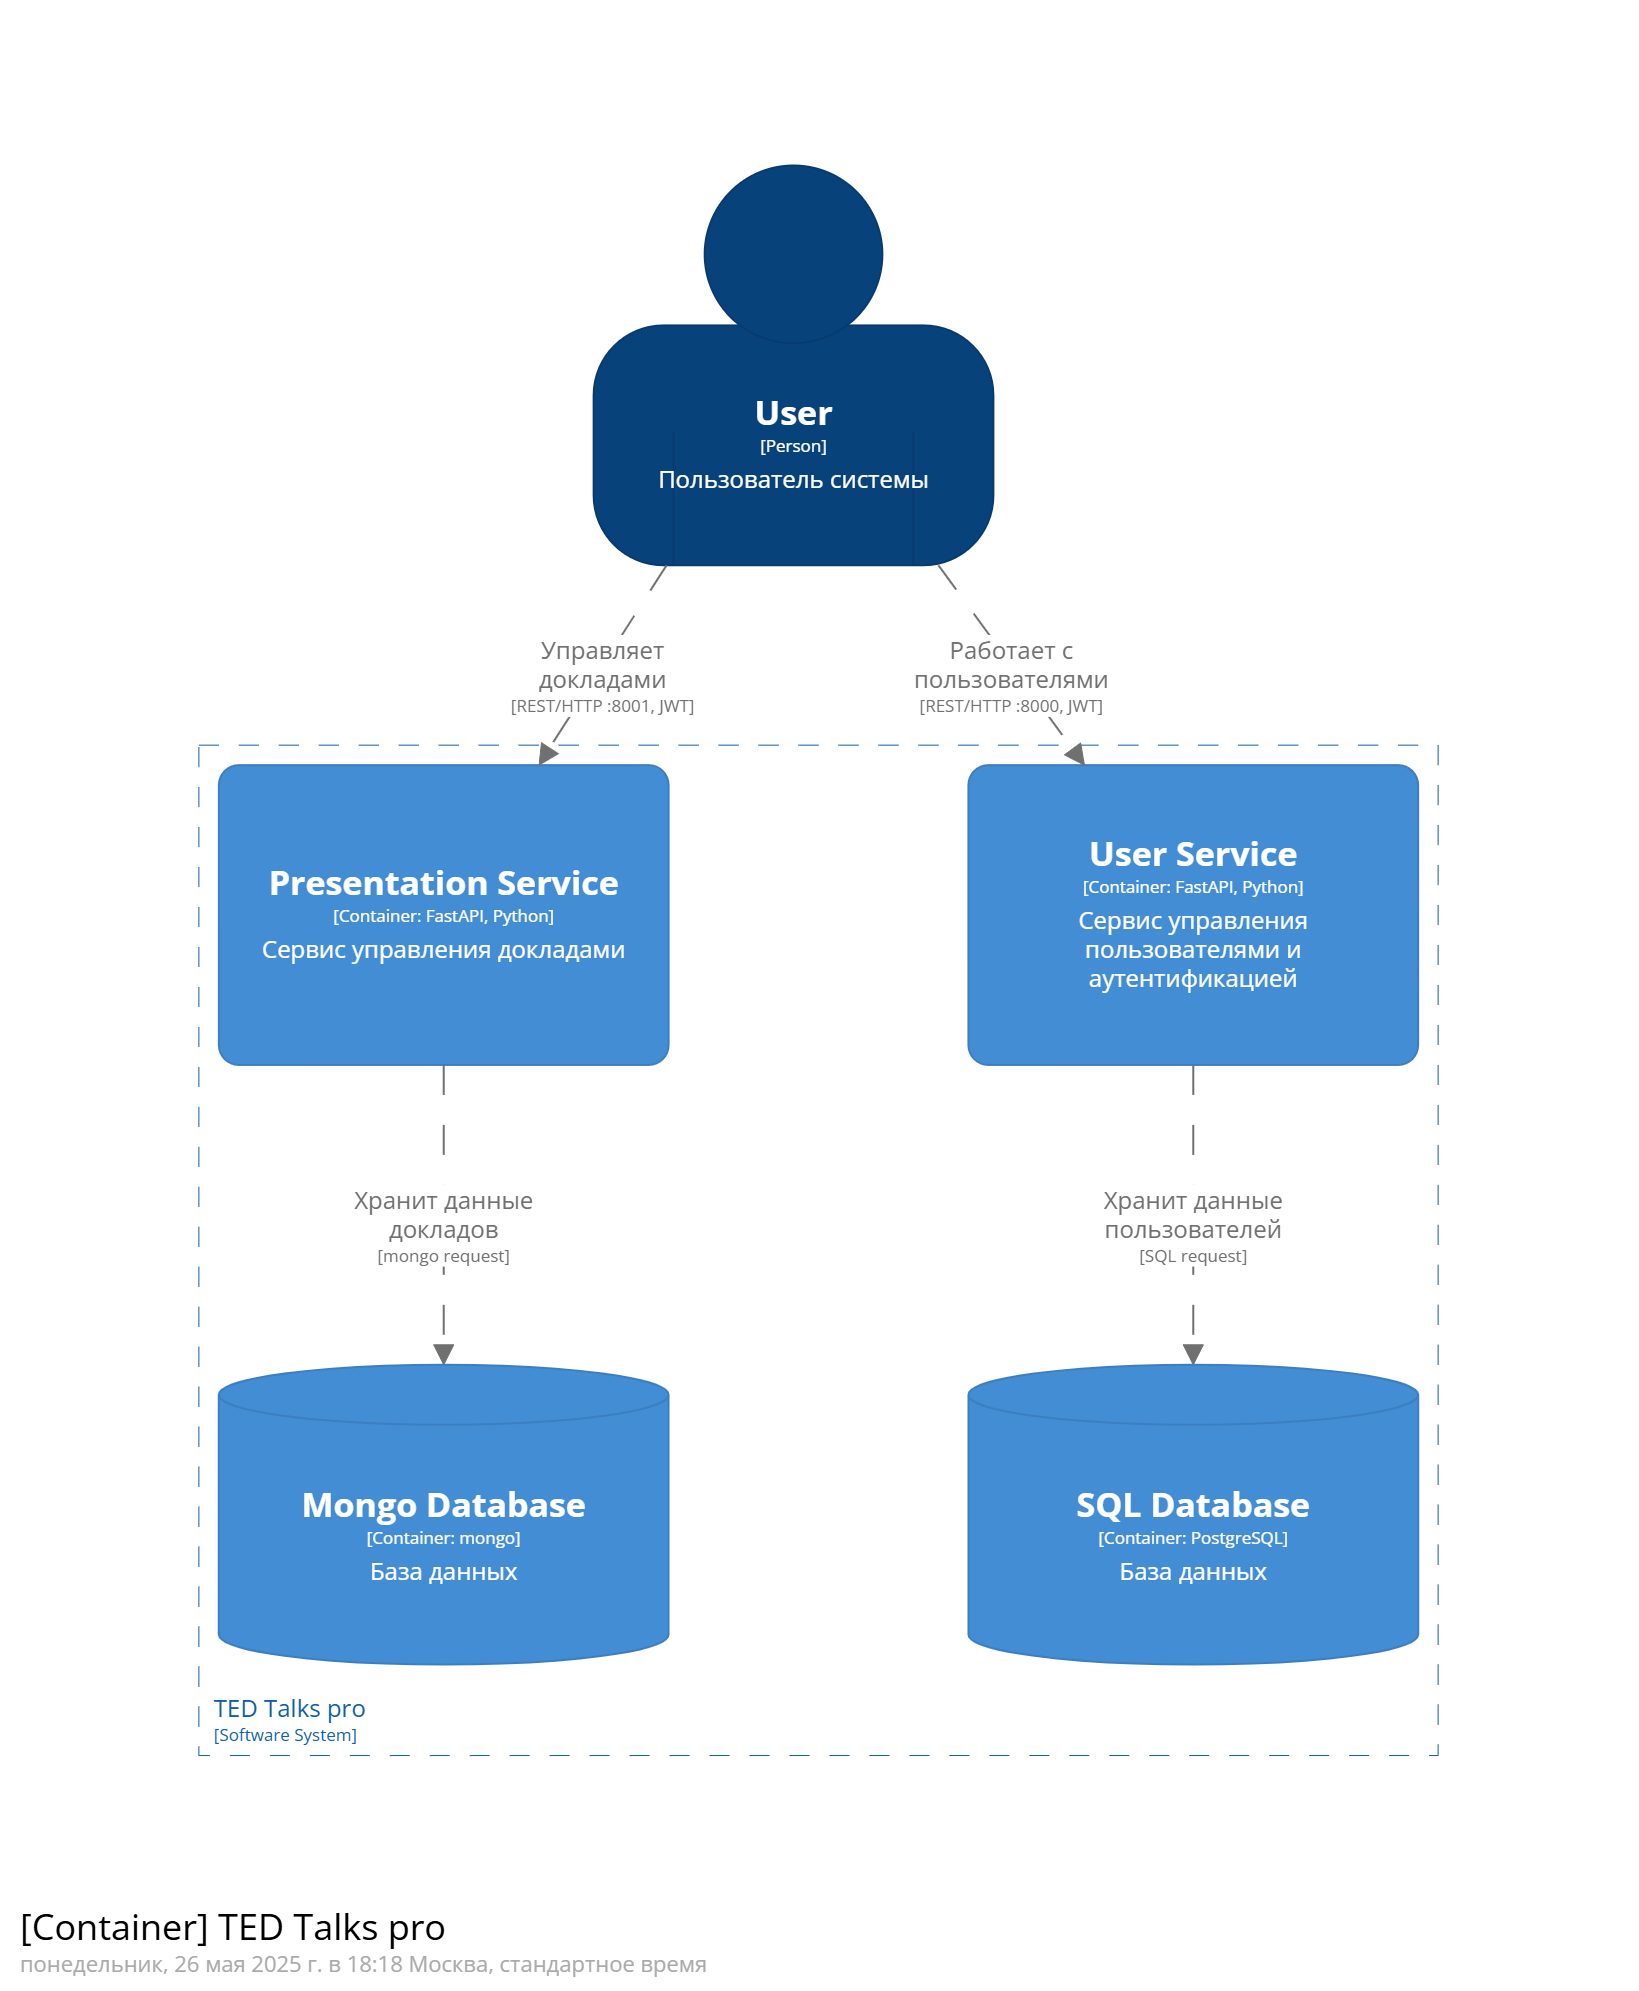 User
[Person]
Пользователь системы
Управляет
докладами
[REST/HTTP :8001, JWT]
Работает с
пользователями
[REST/HTTP :8000, JWT]
Presentation Service
[Container: FastAPI, Python]
Сервис управления докладами
User Service
[Container: FastAPI, Python]
Сервис управления
пользователями и
аутентификацией
Хранит данные
докладов
[mongo request]
Хранит данные
пользователей
[SQL request]
Mongo Database
[Container: mongo]
База данных
SQL Database
[Container: PostgreSQL]
База данных
TED Talks pro
[Software System]
[Container] TED Talks pro
понедельник, 26 мая 2025 г. в 18:18 Москва, стандартное время